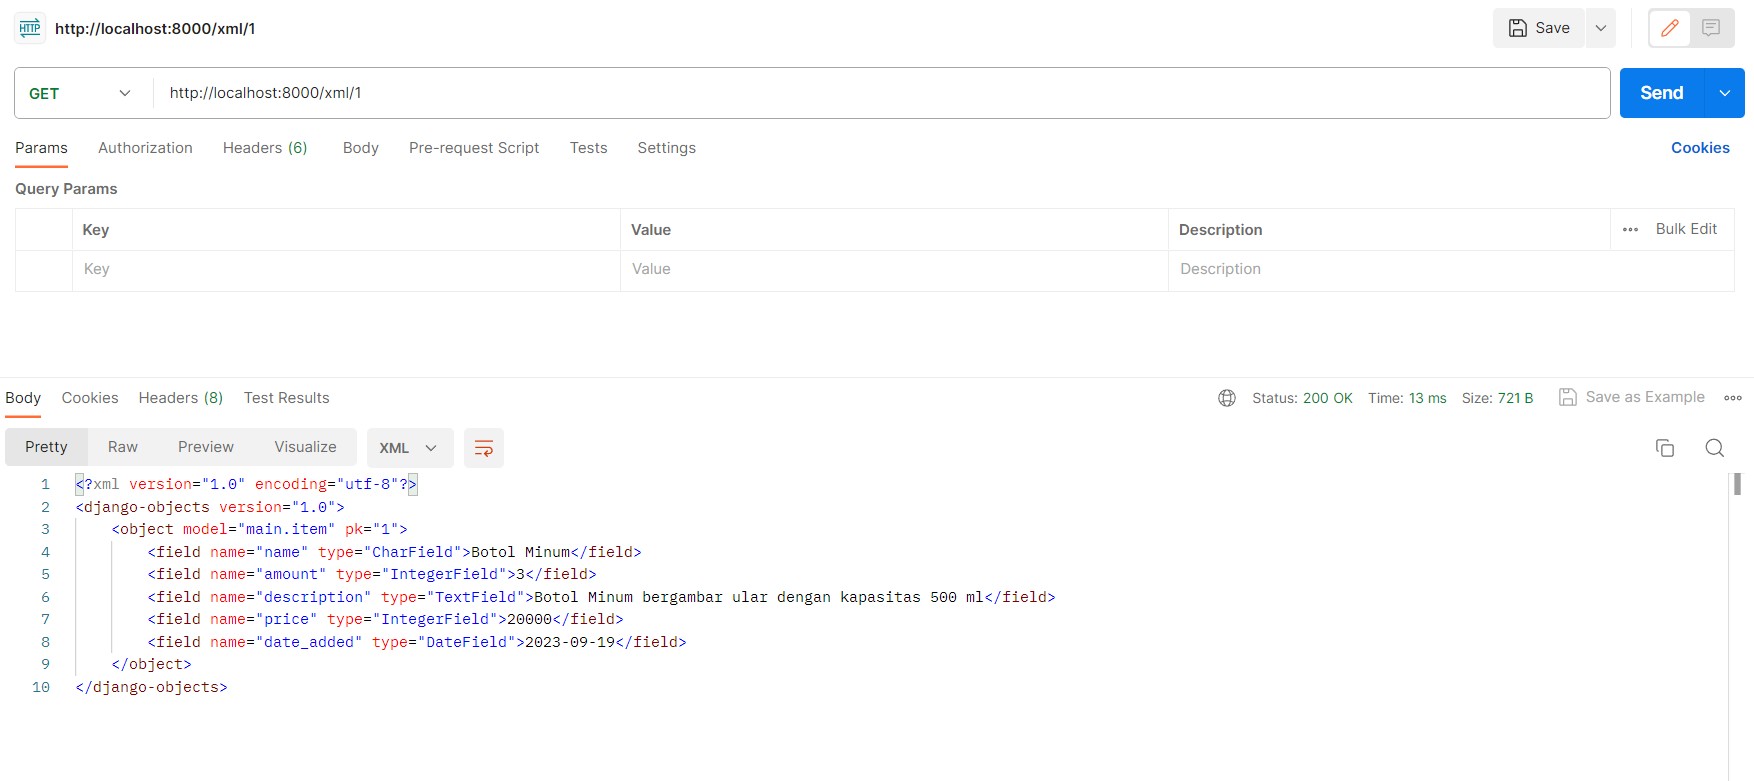 HTTP http://localhost:8000/xml/1 Save
GET http://localhost:8000/xml/1 Send
Params Authorization Headers (6) Body Pre-request Script Tests Settings Cookies
Query Params
Key Value Description ••• Bulk Edit
Key Value Description
Body Cookies Headers (8) Test Results Status: 200 OK Time: 13 ms Size: 721 B Save as Example
Pretty Raw Preview Visualize XML
1 <?xml version="1.0" encoding="utf-8"?>
2 <django-objects version="1.0">
3 <object model="main.item" pk="1">
4 <field name="name" type="CharField">Botol Minum</field>
5 <field name="amount" type="IntegerField">3</field>
6 <field name="description" type="TextField">Botol Minum bergambar ular dengan kapasitas 500 ml</field>
7 <field name="price" type="IntegerField">20000</field>
8 <field name="date_added" type="DateField">2023-09-19</field>
9 </object>
10 </django-objects>